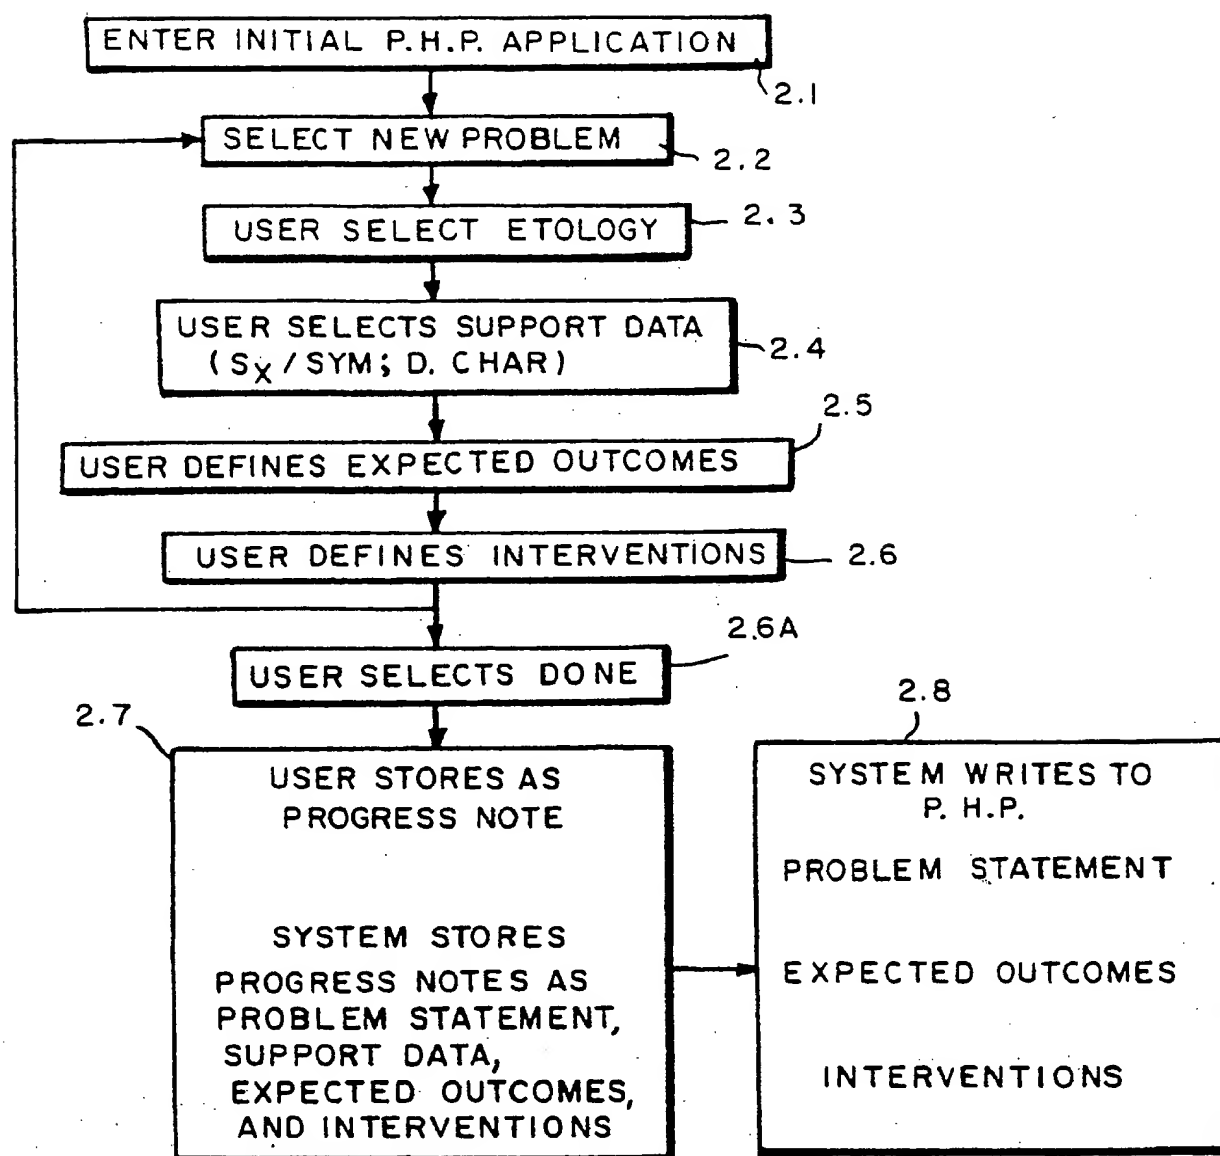 ENTER INITIAL P.H.P. APPLICATION
2.1
SELECT NEW PROBLEM
2.2
USER SELECT ETOLOGY
2.3
USER SELECTS SUPPORT DATA
(SX/SYM; D. CHAR)
2.4
2.5
USER DEFINES EXPECTED OUTCOMES
USER DEFINES INTERVENTIONS
2.6
2.6A
USER SELECTS DONE
2.7
USER STORES AS
PROGRESS NOTE
SYSTEM STORES
PROGRESS NOTES AS
PROBLEM STATEMENT,
SUPPORT DATA,
EXPECTED OUTCOMES,
AND INTERVENTIONS
2.8
SYSTEM WRITES TO
P. H.P.
PROBLEM STATEMENT
EXPECTED OUTCOMES
INTERVENTIONS